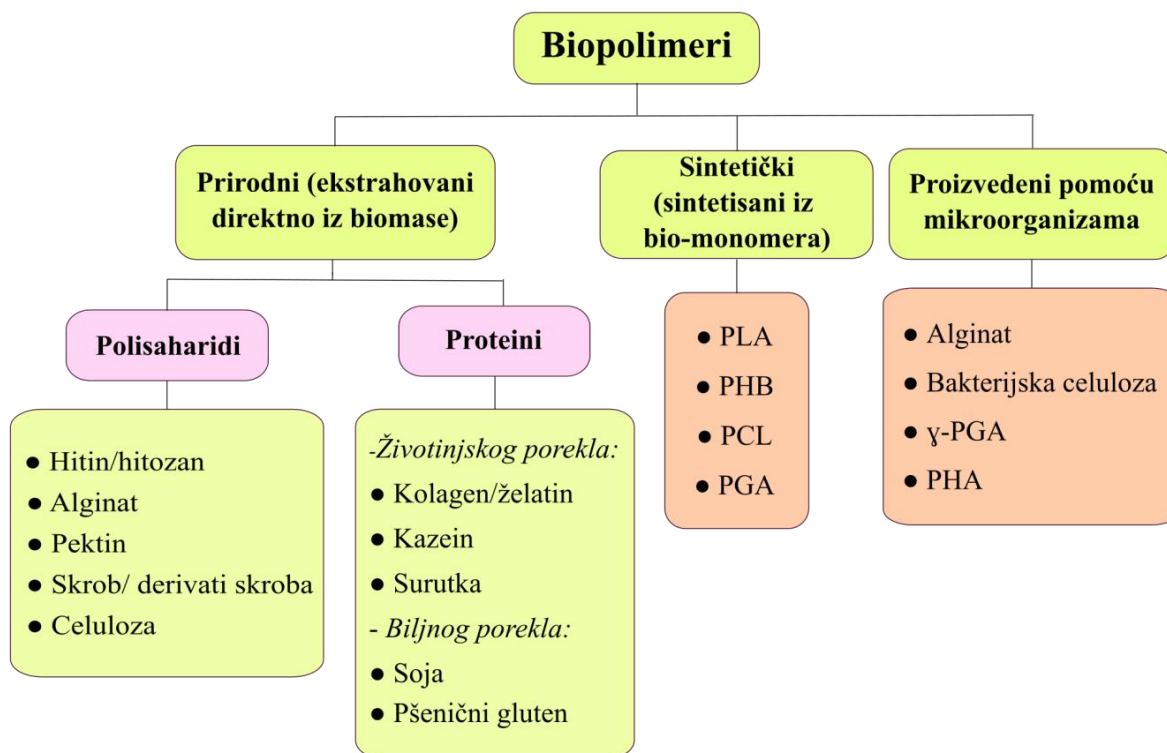 Biopolimeri
Prirodni (ekstrahovani
direktno iz biomase)
Sintetički
(sintetisani iz
bio-monomera)
Proizvedeni pomoću
mikroorganizama
Polisaharidi
Proteini
● Hitin/hitozan
● Alginat
● Pektin
● Skrob/ derivati skroba
● Celuloza
-Životinjskog porekla:
● Kolagen/želatin
● Kazein
● Surutka
- Biljnog porekla:
● Soja
● Pšenični gluten
● PLA
● PHB
● PCL
● PGA
● Alginat
● Bakterijska celuloza
● ɣ-PGA
● PHA